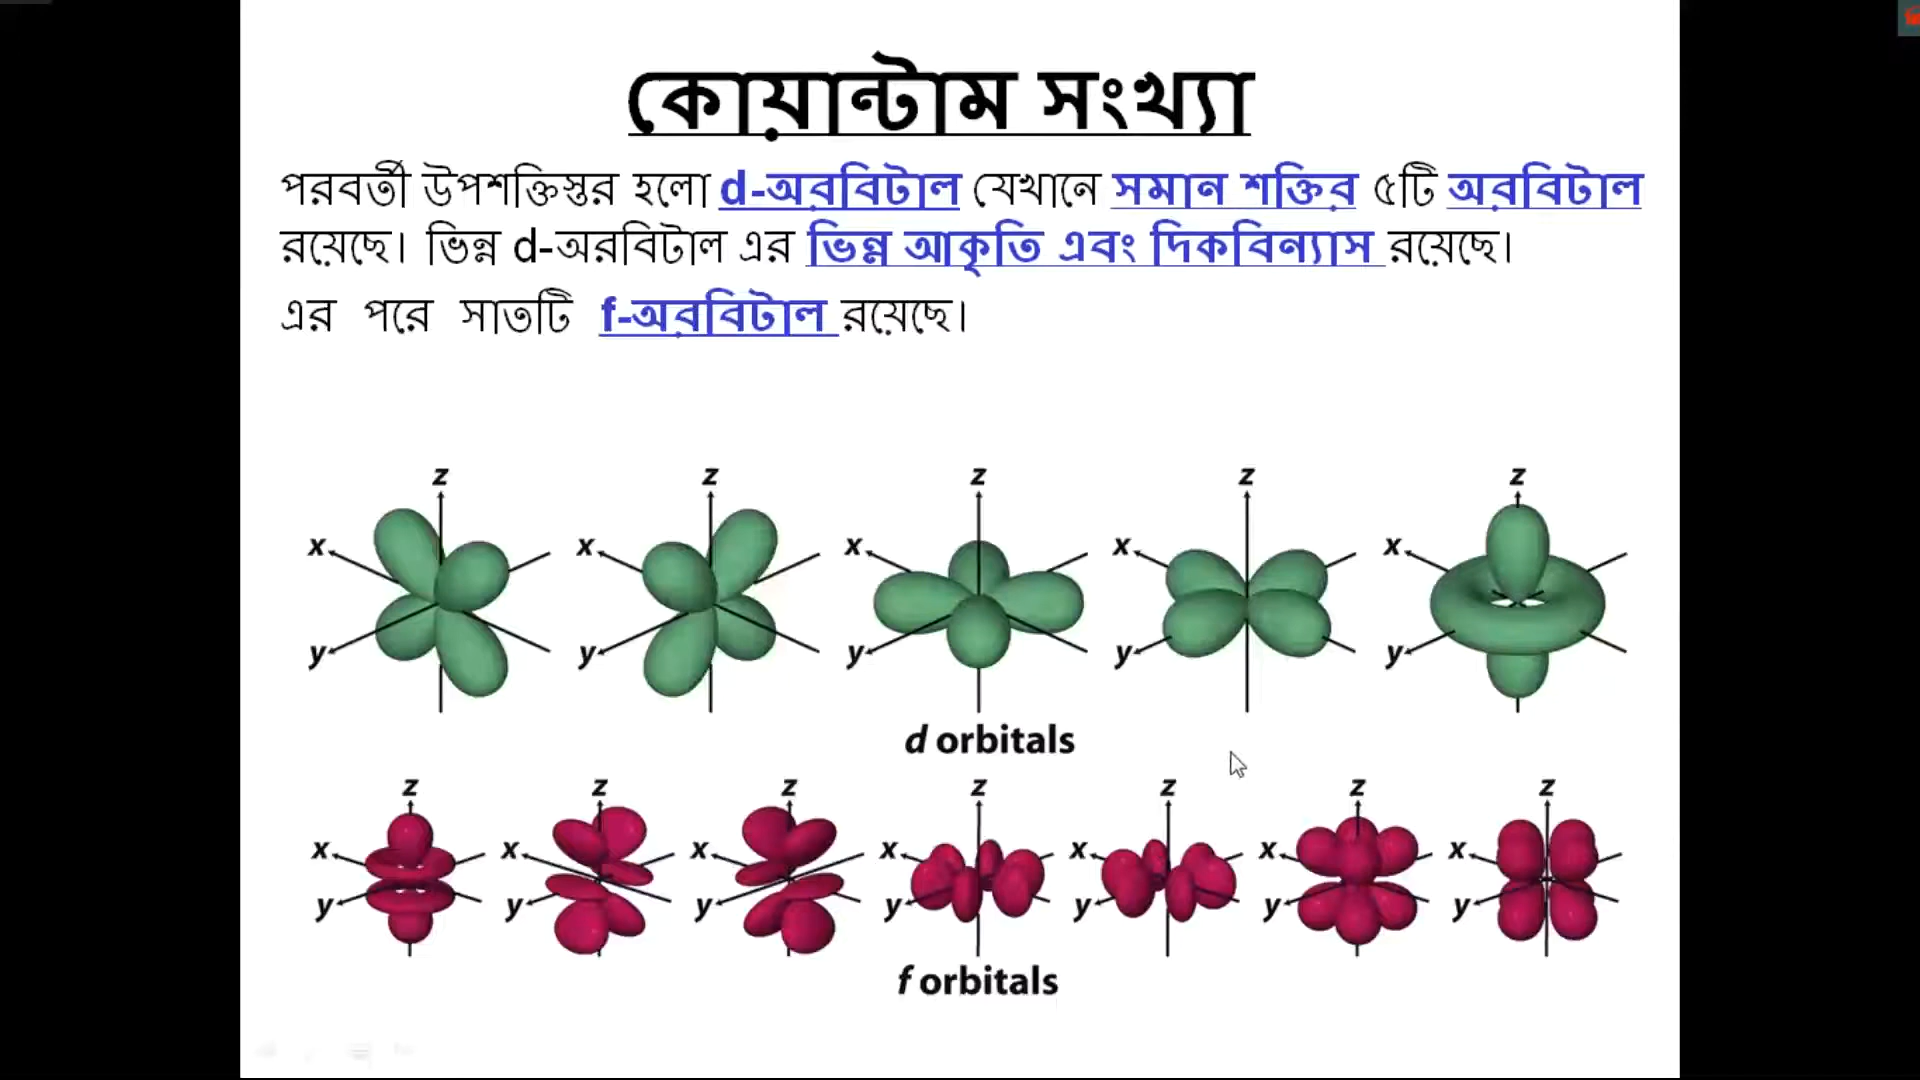 কোয়ান্টাম সংখ্যা
পরবর্তী উপশক্তিস্তর হলো d-অরবিটাল যেখানে সমান শক্তির ৫টি অরবিটাল
রয়েছে। ভিন্ন d-অরবিটাল এর ভিন্ন আকৃতি এবং দিকবিন্যাস রয়েছে।
এর পরে সাতটি f-অরবিটাল রয়েছে।
z z z z z
x x x x x
y y y y y
d orbitals
z z z z z z z
x x x x x x x
y y y y y y y
f orbitals